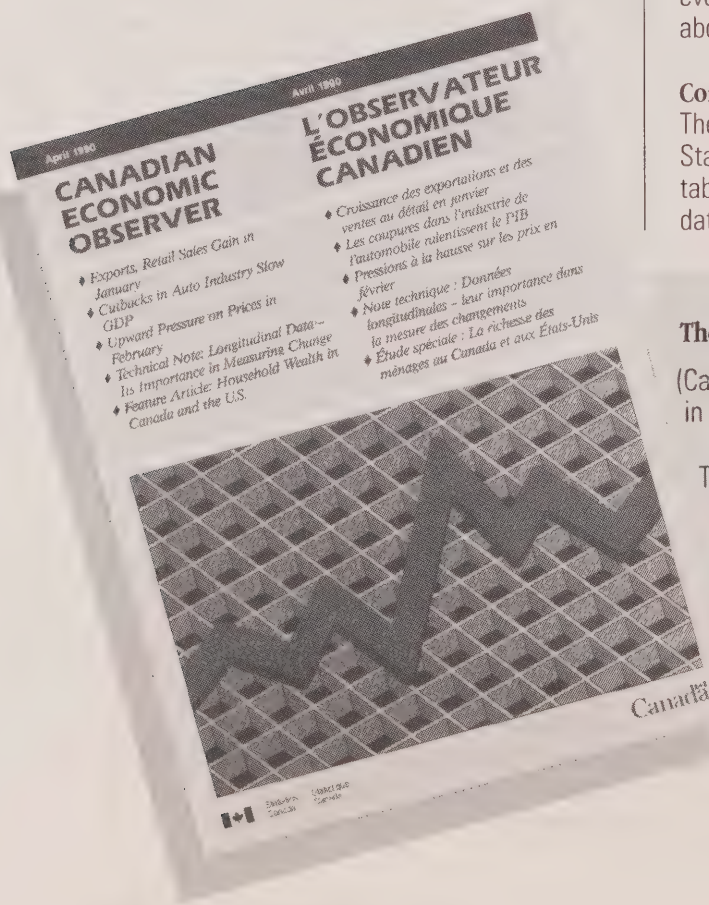 April 1990
CANADIAN
ECONOMIC
OBSERVER
♦ Exports, Retail Sales Gain in
January
♦ Cutbacks in Auto Industry Slow
GDP
♦ Upward Pressure on Prices in
February
♦ Technical Note: Longitudinal Data –
Its Importance in Measuring Change
♦ Feature Article: Household Wealth in
Canada and the U.S.
Avril 1990
L'OBSERVATEUR
ÉCONOMIQUE
CANADIEN
♦ Croissance des exportations et des
ventes au détail en janvier
♦ Les coupures dans l'industrie de
l'automobile ralentissent le PIB
♦ Pressions à la hausse sur les prix en
février
♦ Note technique : Données
longitudinales – leur importance dans
la mesure des changements
♦ Étude spéciale : La richesse des
ménages au Canada et aux États-Unis
Canada
Statistics Statistique
Canada Canada
The
(Ca
in
T